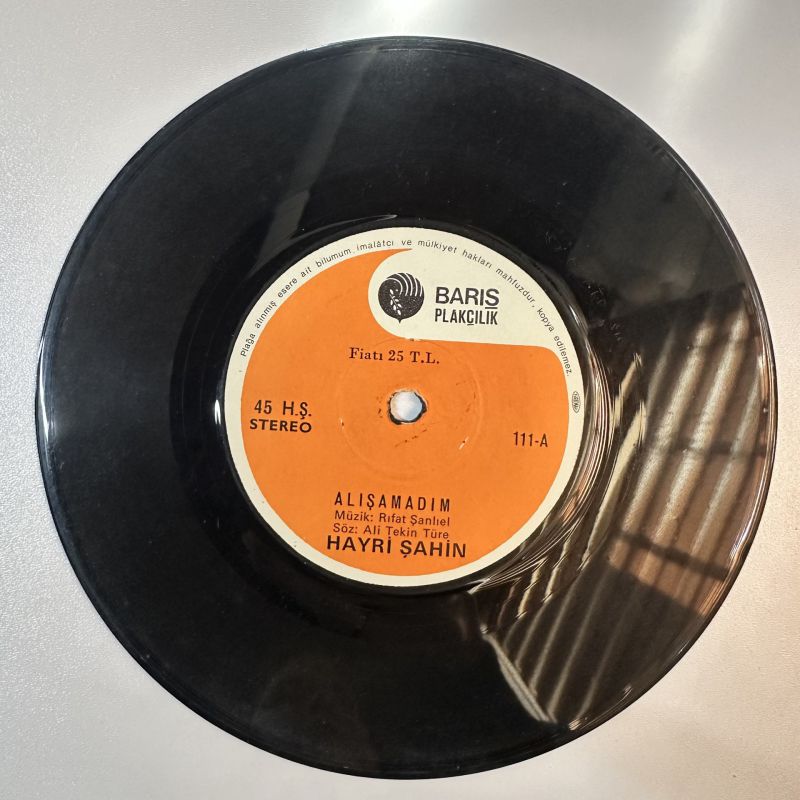 Plağa alınmış esere ait bilumum imalâtcı ve mülkiyet hakları mahfuzdur, kopya edilemez.
BARIŞ
PLAKÇILIK
Fiatı 25 T.L.
45 H.Ş.
STEREO
111-A
ALIŞAMADIM
Müzik: Rıfat Şanlıel
Söz: Ali Tekin Türe
HAYRİ ŞAHİN